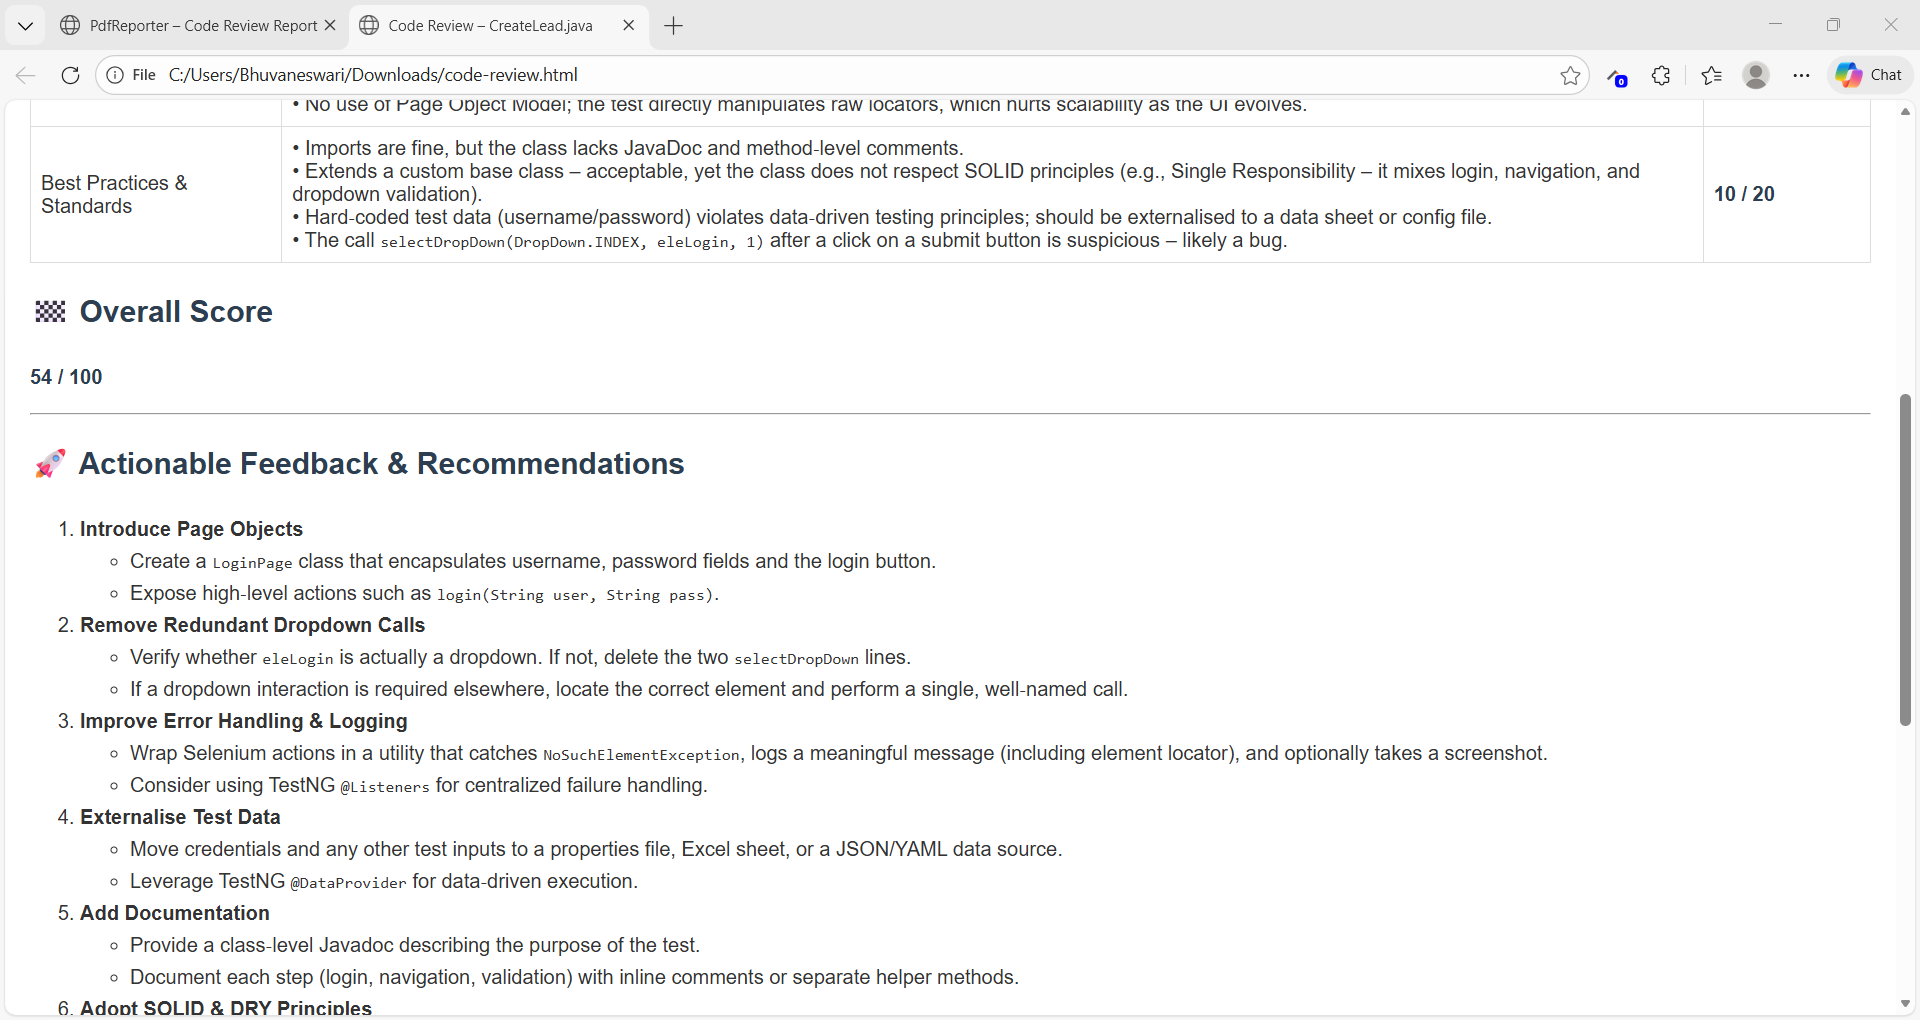 PdfReporter – Code Review Report
Code Review – CreateLead.java
File C:/Users/Bhuvaneswari/Downloads/code-review.html
0
Chat
• No use of Page Object Model; the test directly manipulates raw locators, which hurts scalability as the UI evolves.
Best Practices &
Standards
• Imports are fine, but the class lacks JavaDoc and method-level comments.
• Extends a custom base class – acceptable, yet the class does not respect SOLID principles (e.g., Single Responsibility – it mixes login, navigation, and
dropdown validation).
• Hard-coded test data (username/password) violates data-driven testing principles; should be externalised to a data sheet or config file.
• The call selectDropDown(DropDown.INDEX, eleLogin, 1) after a click on a submit button is suspicious – likely a bug.
10 / 20
Overall Score
54 / 100
Actionable Feedback & Recommendations
1. Introduce Page Objects
Create a LoginPage class that encapsulates username, password fields and the login button.
Expose high-level actions such as login(String user, String pass).
2. Remove Redundant Dropdown Calls
Verify whether eleLogin is actually a dropdown. If not, delete the two selectDropDown lines.
If a dropdown interaction is required elsewhere, locate the correct element and perform a single, well-named call.
3. Improve Error Handling & Logging
Wrap Selenium actions in a utility that catches NoSuchElementException, logs a meaningful message (including element locator), and optionally takes a screenshot.
Consider using TestNG @Listeners for centralized failure handling.
4. Externalise Test Data
Move credentials and any other test inputs to a properties file, Excel sheet, or a JSON/YAML data source.
Leverage TestNG @DataProvider for data-driven execution.
5. Add Documentation
Provide a class-level Javadoc describing the purpose of the test.
Document each step (login, navigation, validation) with inline comments or separate helper methods.
6. Adopt SOLID & DRY Principles